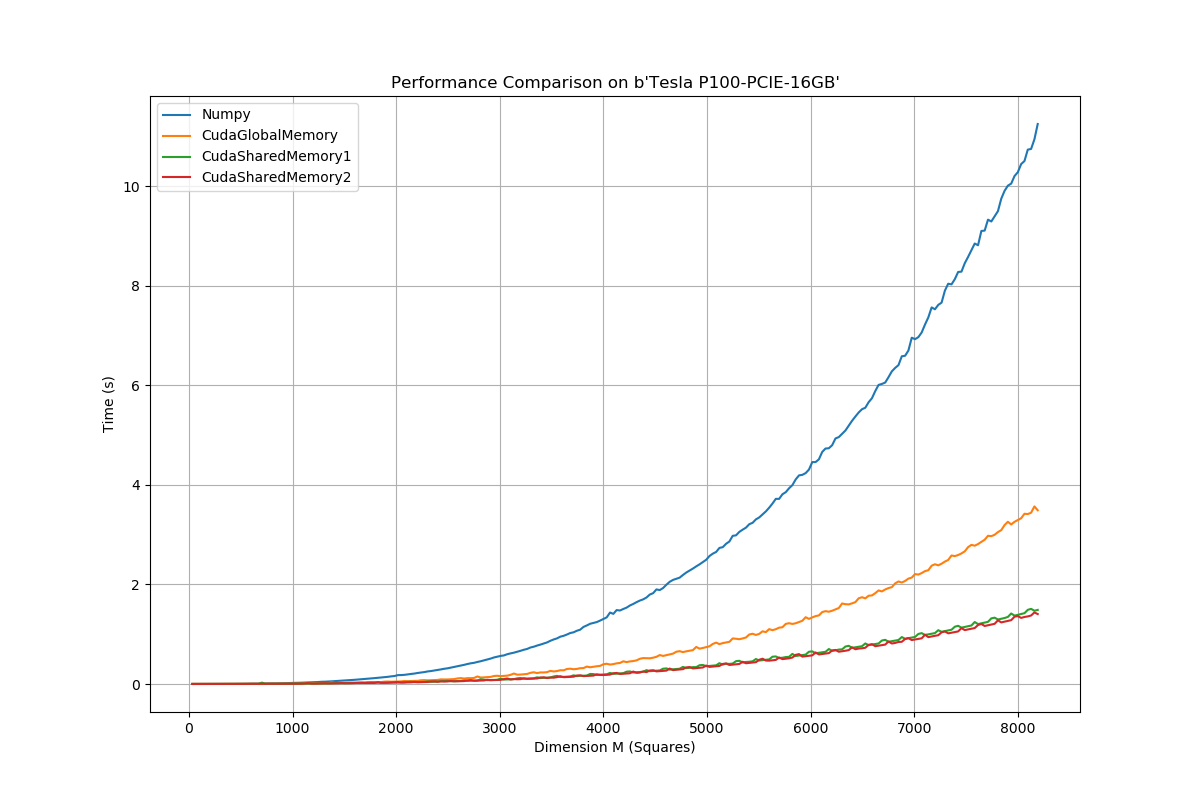 Performance Comparison on b'Tesla P100-PCIE-16GB'
Numpy
CudaGlobalMemory
CudaSharedMemory1
CudaSharedMemory2
10
8
6
4
2
0
Time (s)
0 1000 2000 3000 4000 5000 6000 7000 8000
Dimension M (Squares)